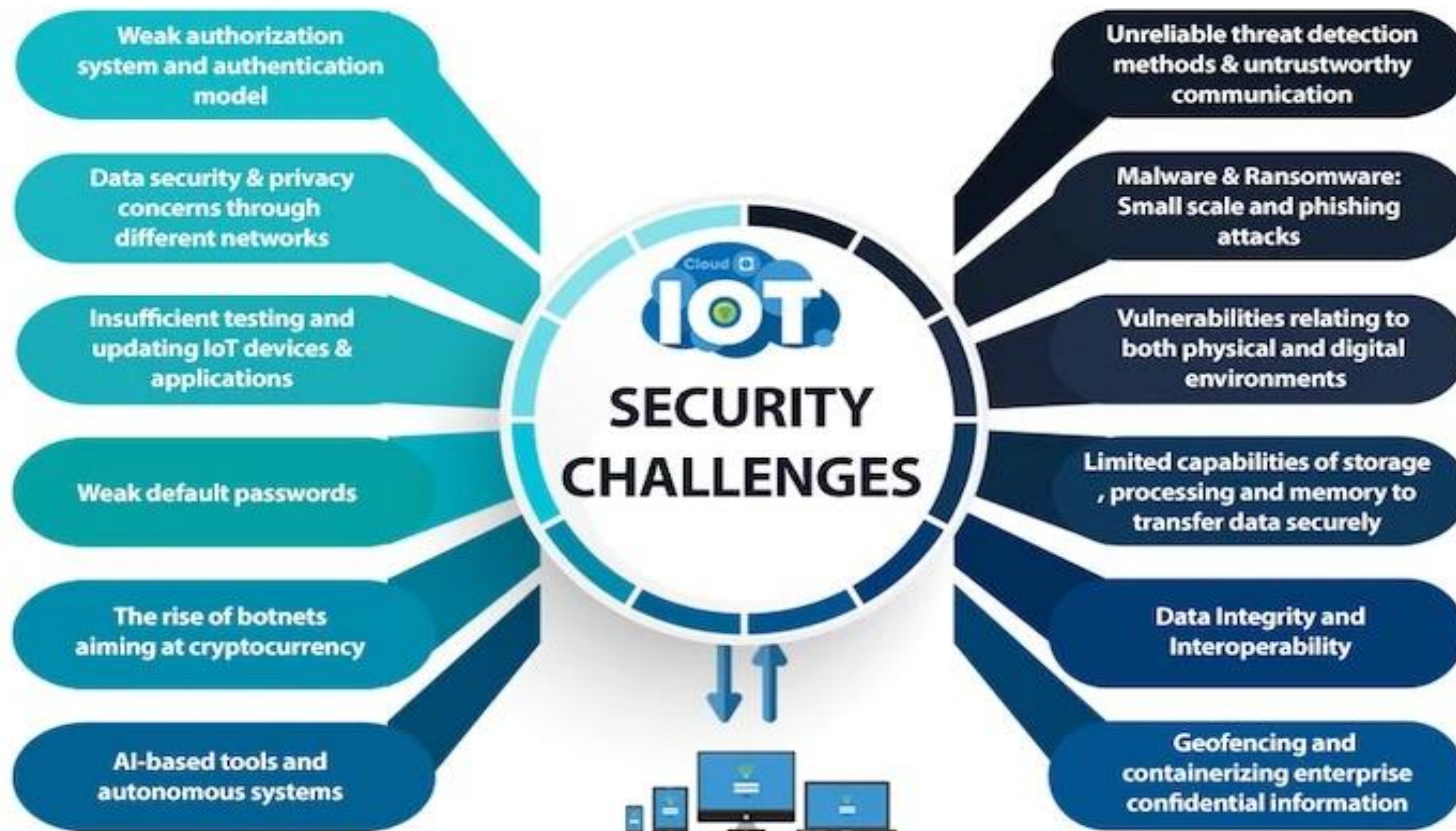 Weak authorization
system and authentication
model
Data security & privacy
concerns through
different networks
Insufficient testing and
updating IoT devices &
applications
Weak default passwords
The rise of botnets
aiming at cryptocurrency
AI-based tools and
autonomous systems
Cloud
IOT
SECURITY
CHALLENGES
Unreliable threat detection
methods & untrustworthy
communication
Malware & Ransomware:
Small scale and phishing
attacks
Vulnerabilities relating to
both physical and digital
environments
Limited capabilities of storage
, processing and memory to
transfer data securely
Data Integrity and
Interoperability
Geofencing and
containerizing enterprise
confidential information